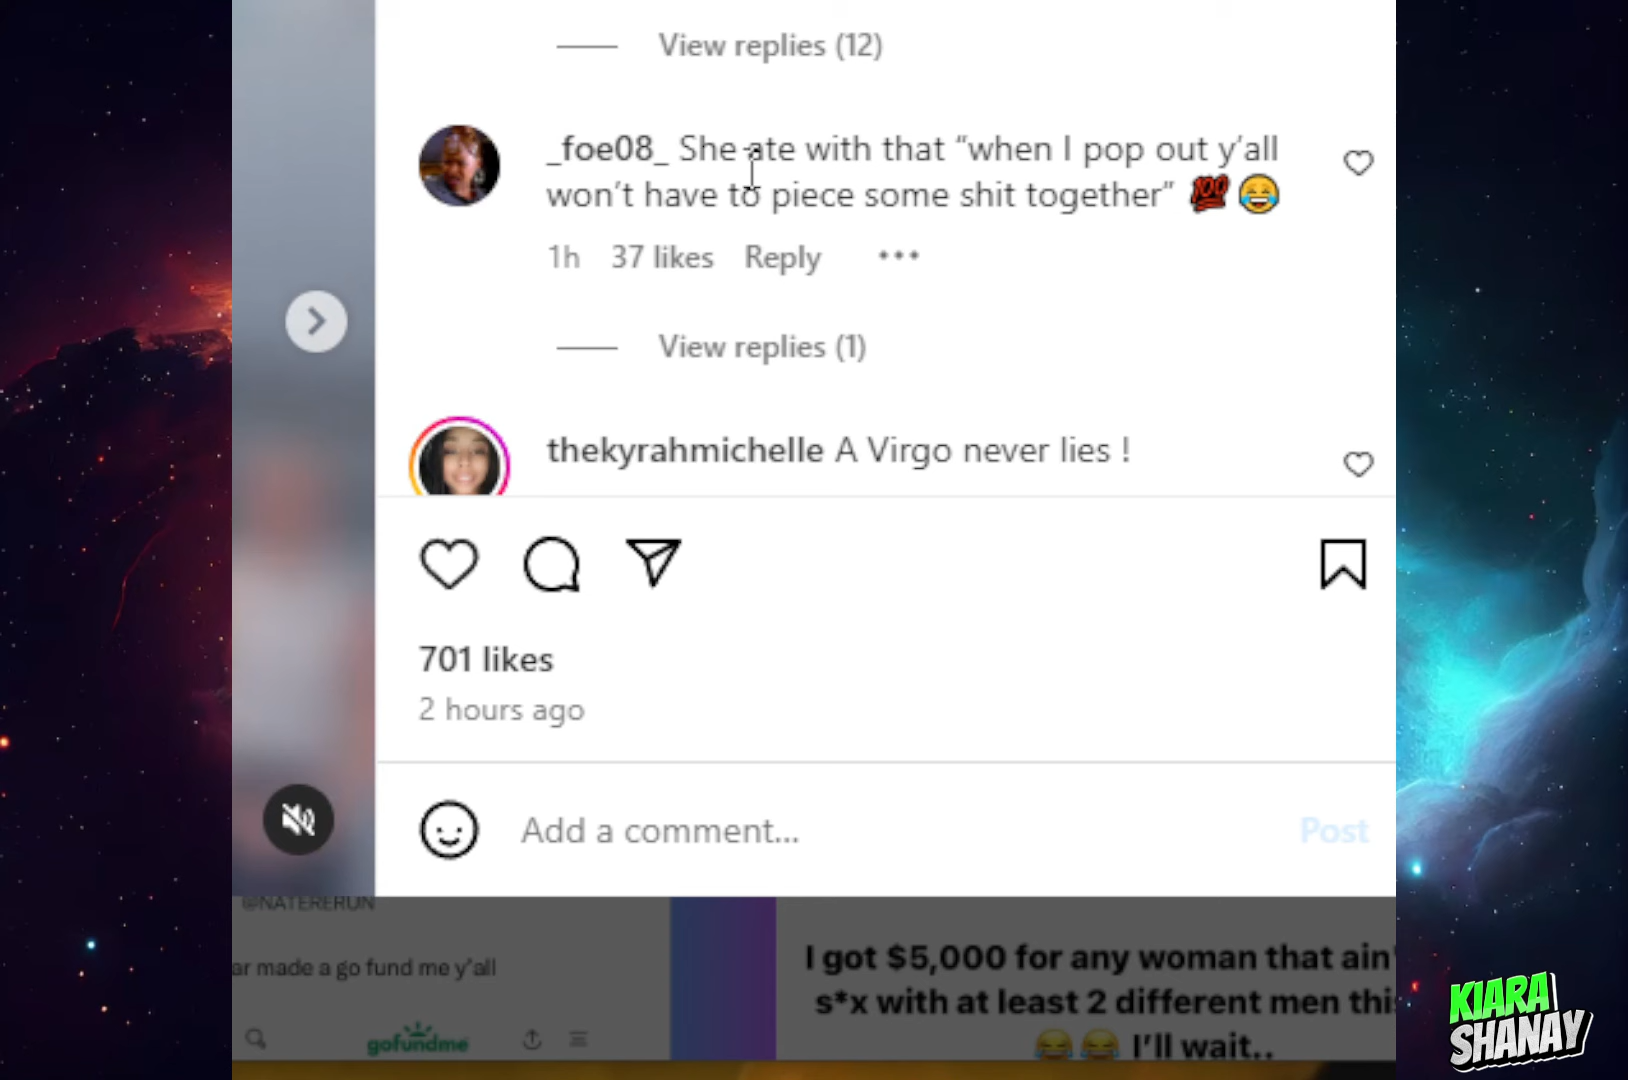 View replies (12)
_foe08_ She ate with that “when I pop out y’all
won’t have to piece some shit together” 💯😂
1h 37 likes Reply •••
View replies (1)
thekyrahmichelle A Virgo never lies !
701 likes
2 hours ago
Add a comment...
Post
@NATERERUN
ar made a go fund me y’all
gofundme
I got $5,000 for any woman that ain'
s*x with at least 2 different men this
😂😂 I’ll wait..
KIARA
SHANAY